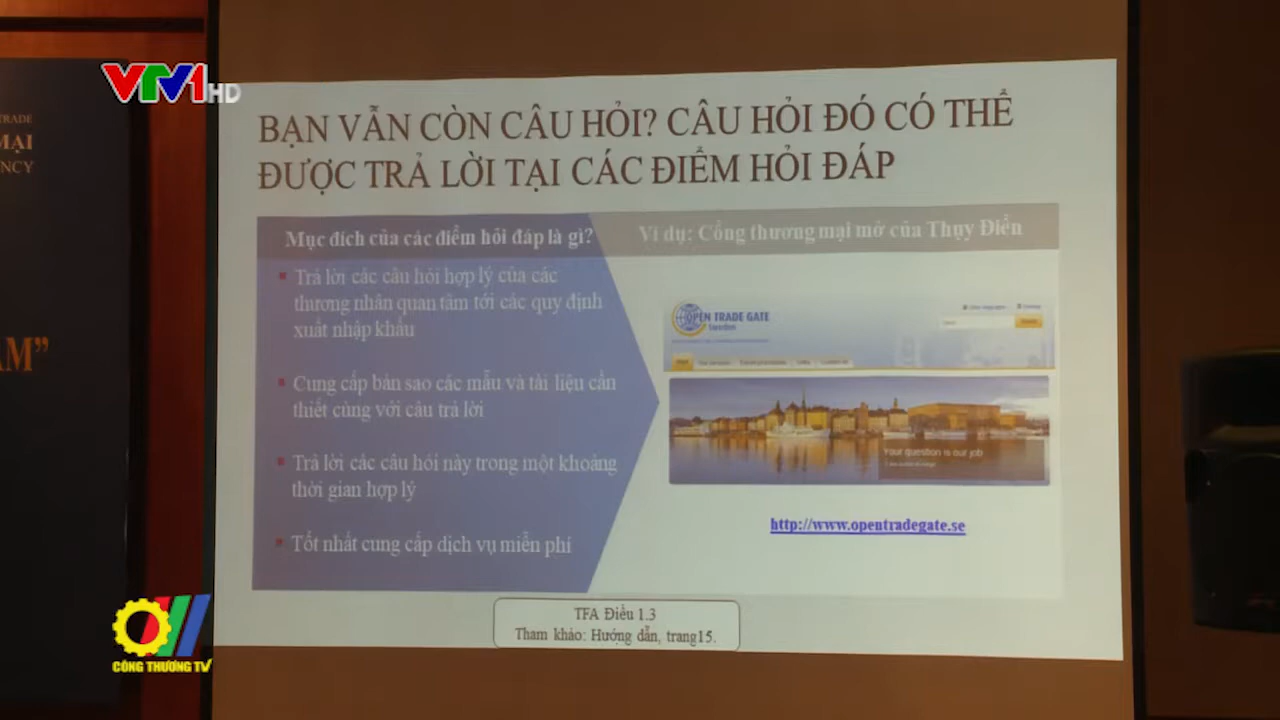 VTV1 HD
TRADE
MẠI
NCY
AM”
BẠN VẪN CÒN CÂU HỎI? CÂU HỎI ĐÓ CÓ THỂ
ĐƯỢC TRẢ LỜI TẠI CÁC ĐIỂM HỎI ĐÁP
Mục đích của các điểm hỏi đáp là gì?
Trả lời các câu hỏi hợp lý của các
thương nhân quan tâm tới các quy định
xuất nhập khẩu
Cung cấp bản sao các mẫu và tài liệu cần
thiết cùng với câu trả lời
Trả lời các câu hỏi này trong một khoảng
thời gian hợp lý
Tốt nhất cung cấp dịch vụ miễn phí
Ví dụ: Cổng thương mại mở của Thụy Điển
OPEN TRADE GATE
Sweden
Your question is our job
http://www.opentradegate.se
TFA Điều 1.3
Tham khảo: Hướng dẫn, trang15.
CÔNG THƯƠNG TV